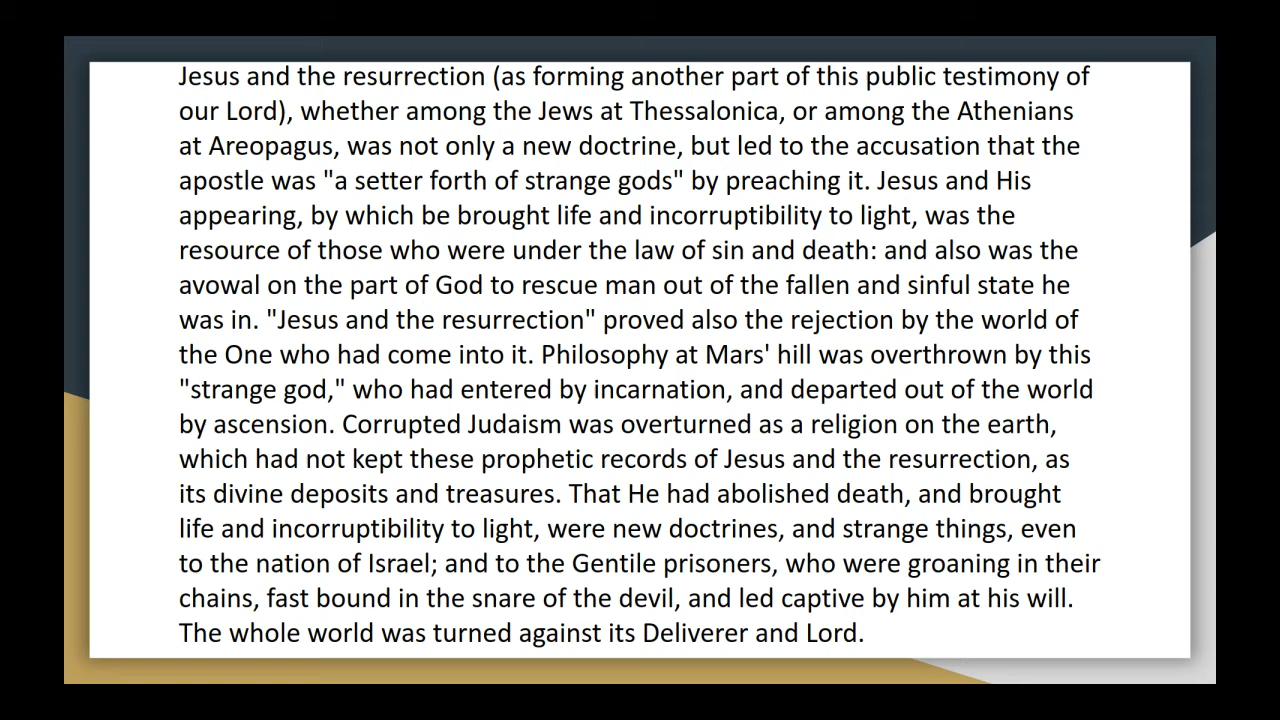 Jesus and the resurrection (as forming another part of this public testimony of
our Lord), whether among the Jews at Thessalonica, or among the Athenians
at Areopagus, was not only a new doctrine, but led to the accusation that the
apostle was "a setter forth of strange gods" by preaching it. Jesus and His
appearing, by which be brought life and incorruptibility to light, was the
resource of those who were under the law of sin and death: and also was the
avowal on the part of God to rescue man out of the fallen and sinful state he
was in. "Jesus and the resurrection" proved also the rejection by the world of
the One who had come into it. Philosophy at Mars' hill was overthrown by this
"strange god," who had entered by incarnation, and departed out of the world
by ascension. Corrupted Judaism was overturned as a religion on the earth,
which had not kept these prophetic records of Jesus and the resurrection, as
its divine deposits and treasures. That He had abolished death, and brought
life and incorruptibility to light, were new doctrines, and strange things, even
to the nation of Israel; and to the Gentile prisoners, who were groaning in their
chains, fast bound in the snare of the devil, and led captive by him at his will.
The whole world was turned against its Deliverer and Lord.